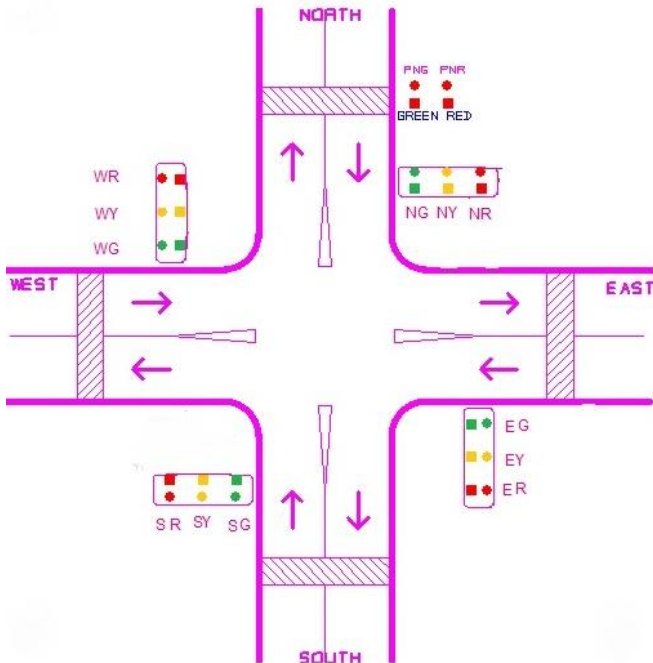 NORTH
PNG PNR
GREEN RED
WR
WY
WG
NG NY NR
WEST
EAST
EG
EY
ER
SR SY SG
SOUTH